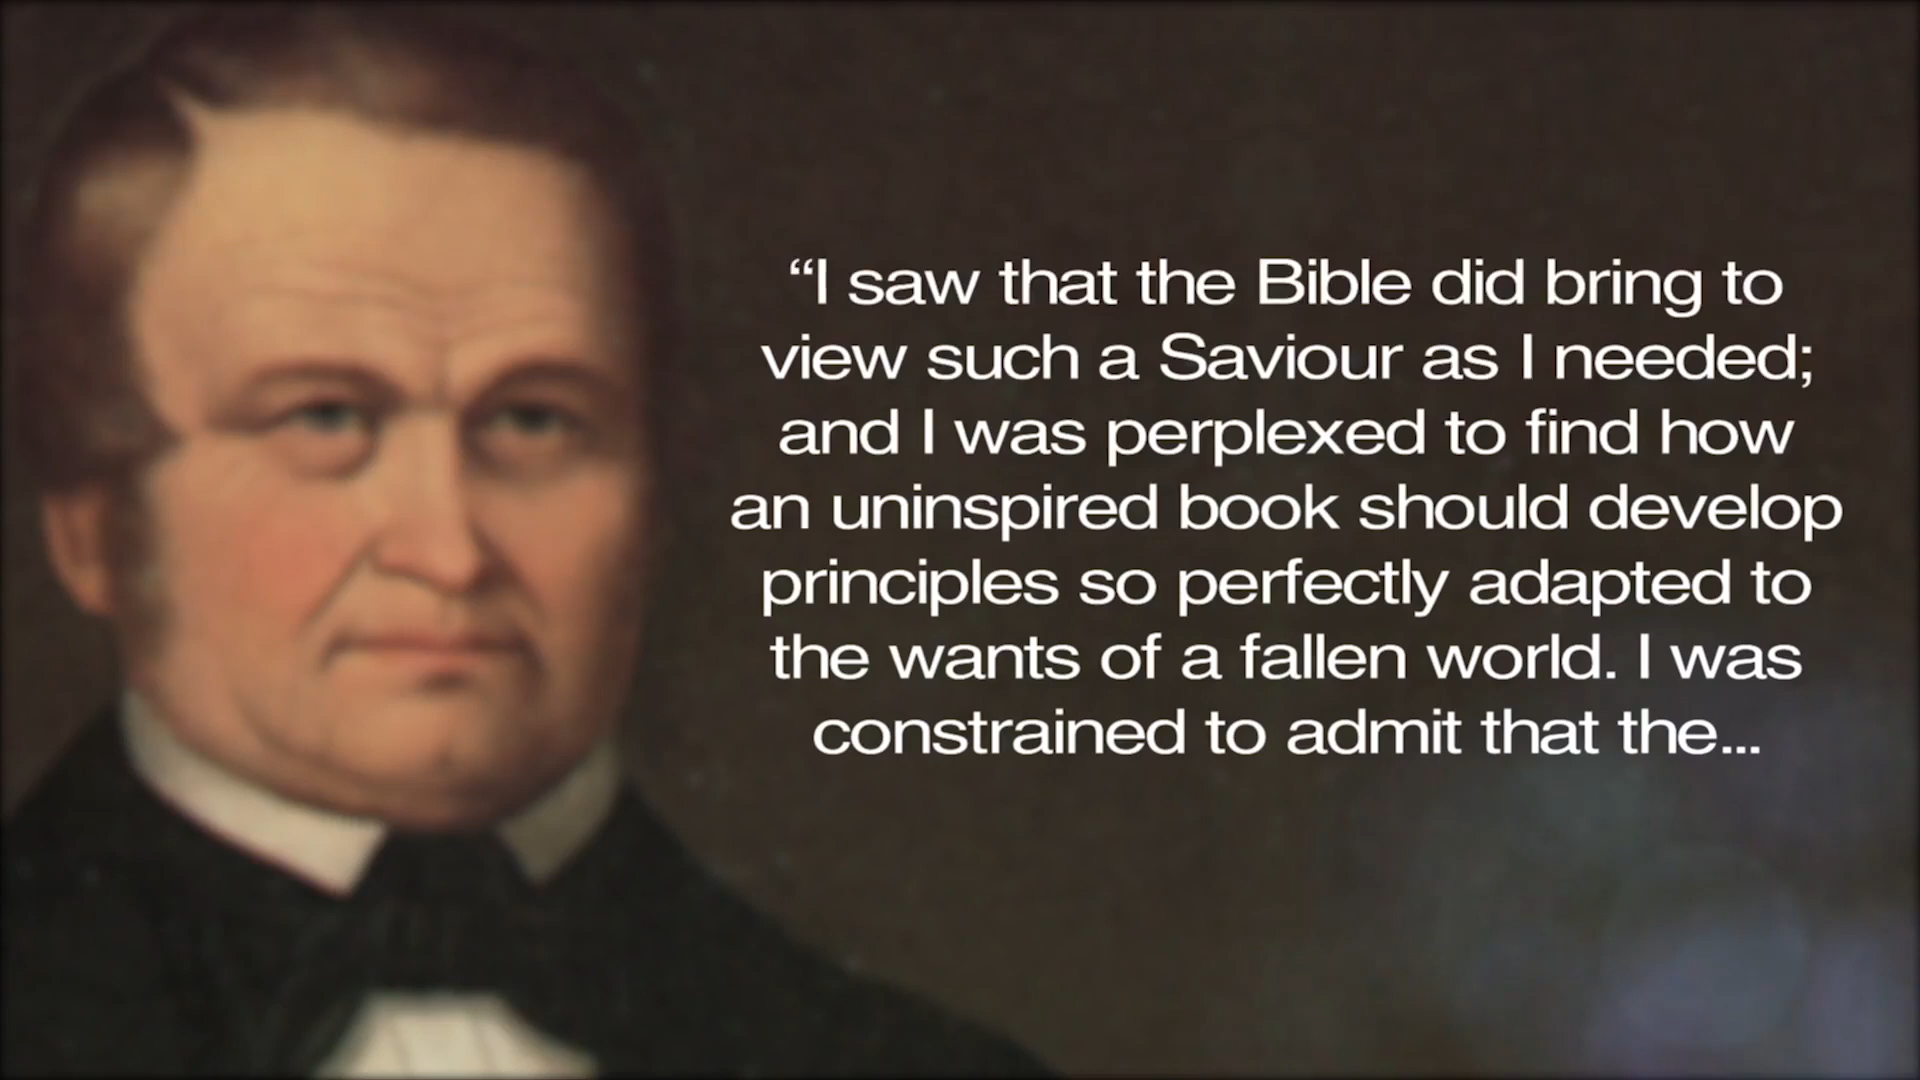 “I saw that the Bible did bring to
view such a Saviour as I needed;
and I was perplexed to find how
an uninspired book should develop
principles so perfectly adapted to
the wants of a fallen world. I was
constrained to admit that the...